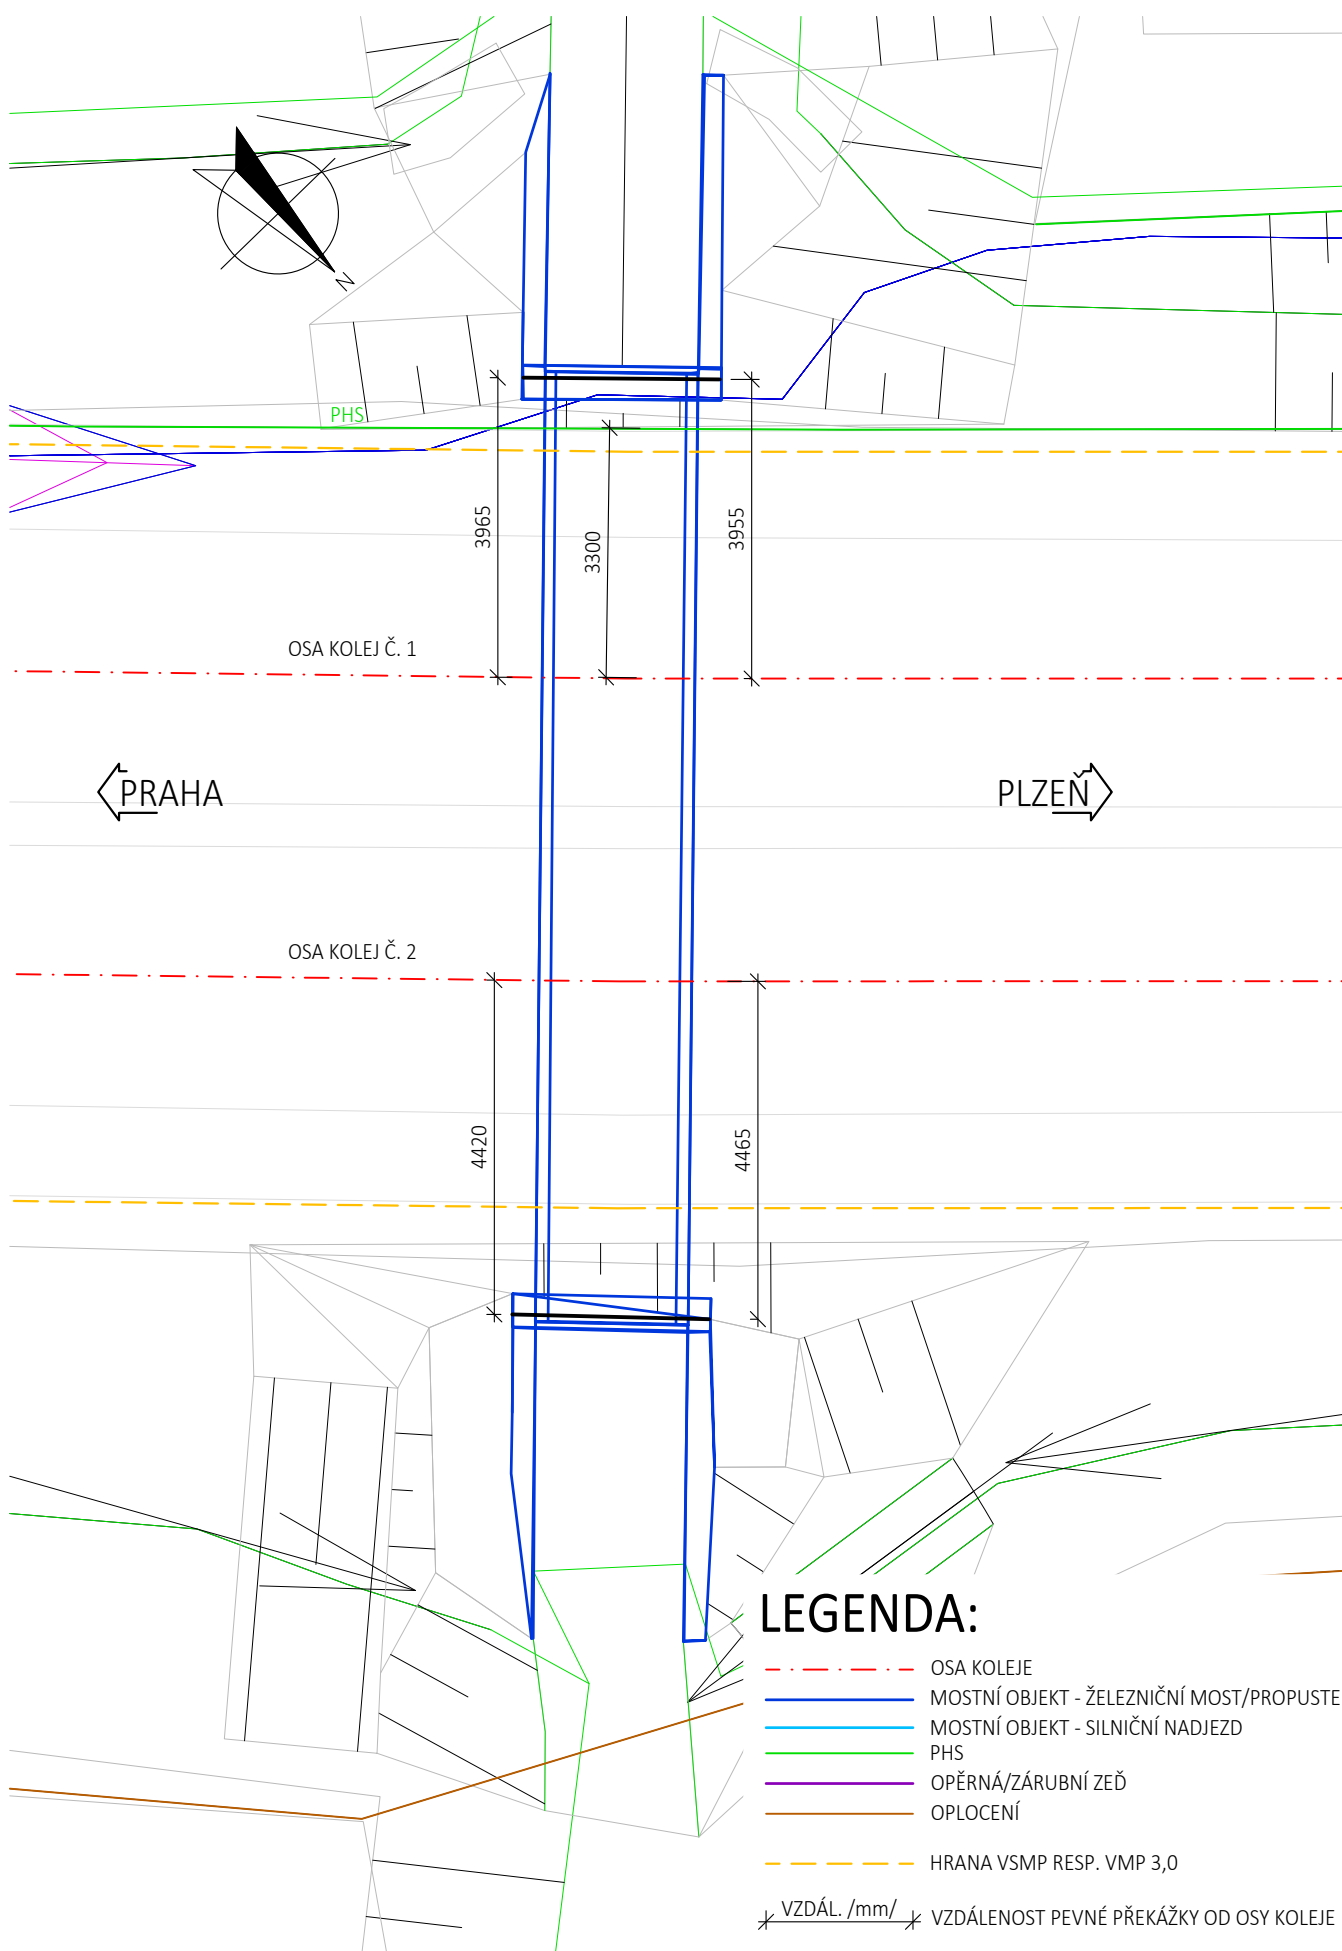 N
PHS
3965
3300
3955
OSA KOLEJ Č. 1
PRAHA
PLZEŇ
OSA KOLEJ Č. 2
4420
4465
LEGENDA:
OSA KOLEJE
MOSTNÍ OBJEKT - ŽELEZNIČNÍ MOST/PROPUSTE
MOSTNÍ OBJEKT - SILNIČNÍ NADJEZD
PHS
OPĚRNÁ/ZÁRUBNÍ ZEĎ
OPLOCENÍ
HRANA VSMP RESP. VMP 3,0
VZDÁL. /mm/ VZDÁLENOST PEVNÉ PŘEKÁŽKY OD OSY KOLEJE